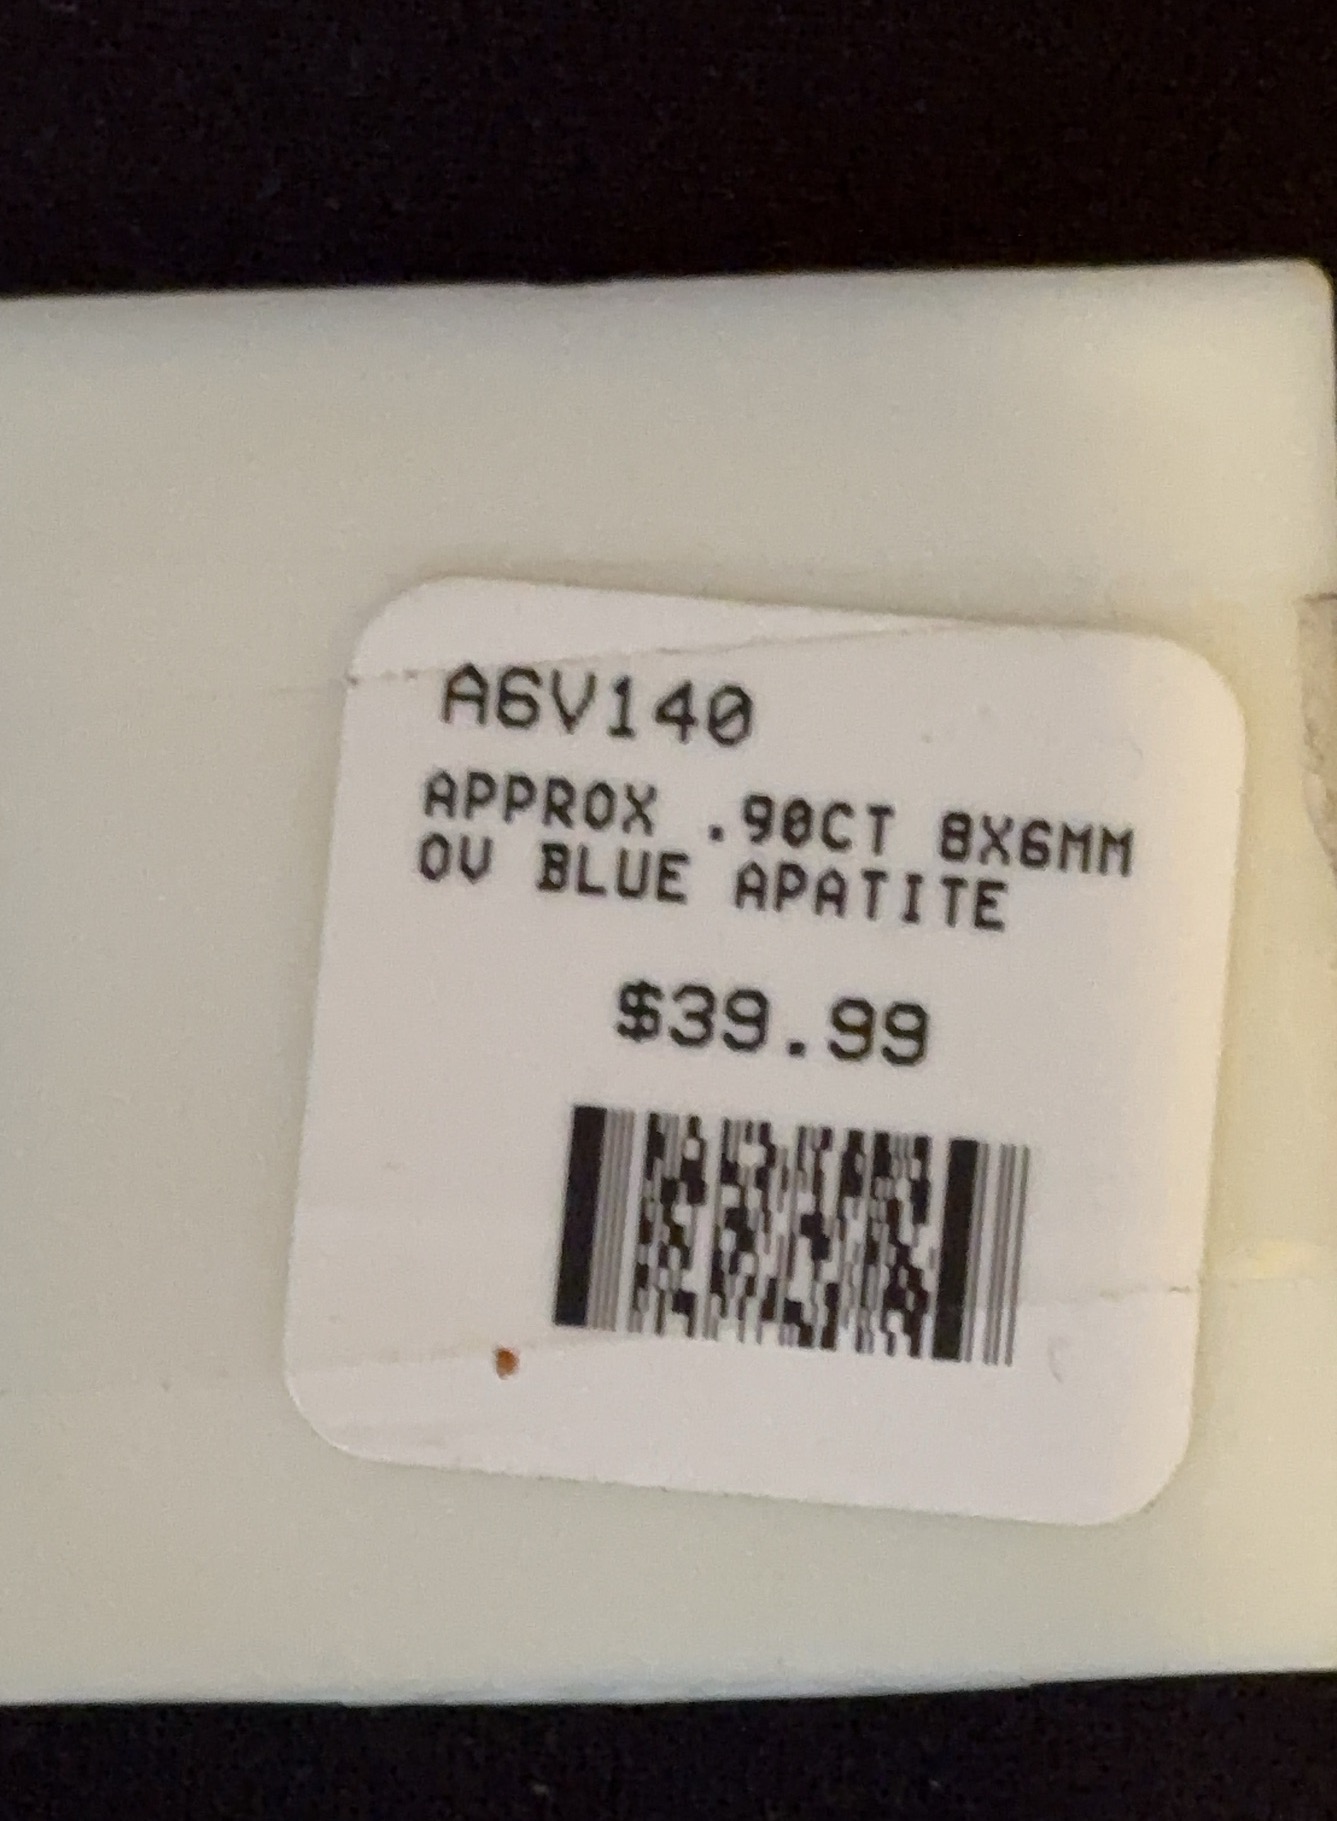 A6V140
APPROX .90CT 8X6MM
OV BLUE APATITE
$39.99